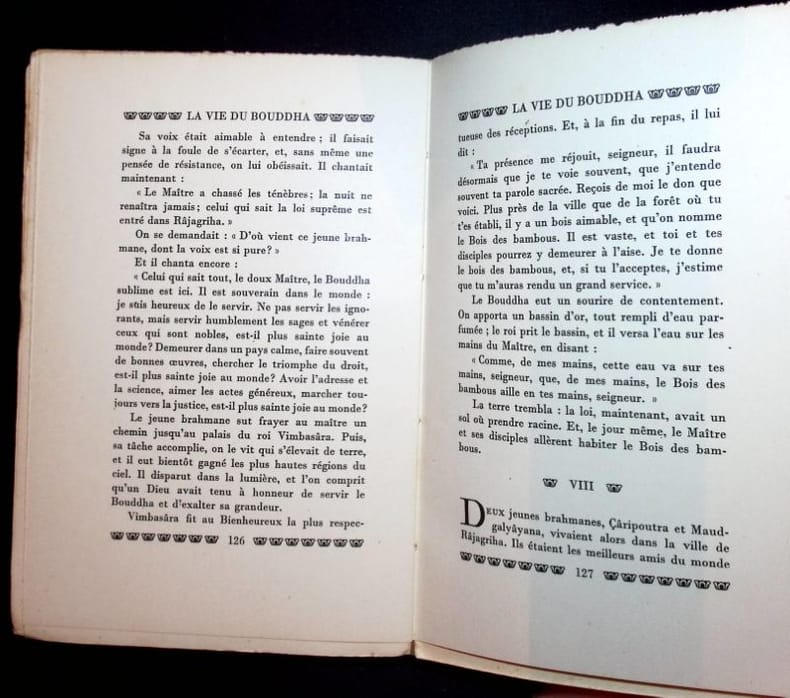 LA VIE DU BOUDDHA
Sa voix était aimable à entendre ; il faisait
signe à la foule de s'écarter, et, sans même une
pensée de résistance, on lui obéissait. Il chantait
maintenant :
« Le Maître a chassé les ténèbres ; la nuit ne
renaîtra jamais ; celui qui sait la loi suprême est
entré dans Râjagriha. »
On se demandait : « D'où vient ce jeune brah-
mane, dont la voix est si pure? »
Et il chanta encore :
« Celui qui sait tout, le doux Maître, le Bouddha
sublime est ici. Il est souverain dans le monde :
je suis heureux de le servir. Ne pas servir les igno-
rants, mais servir humblement les sages et vénérer
ceux qui sont nobles, est-il plus sainte joie au
monde? Demeurer dans un pays calme, faire souvent
de bonnes œuvres, chercher le triomphe du droit,
est-il plus sainte joie au monde? Avoir l'adresse et
la science, aimer les actes généreux, marcher tou-
jours vers la justice, est-il plus sainte joie au monde?
Le jeune brahmane sut frayer au maître un
chemin jusqu'au palais du roi Vimbasâra. Puis,
sa tâche accomplie, on le vit qui s'élevait de terre,
et il eut bientôt gagné les plus hautes régions du
ciel. Il disparut dans la lumière, et l'on comprit
qu'un Dieu avait tenu à honneur de servir le
Bouddha et d'exalter sa grandeur.
Vimbasâra fit au Bienheureux la plus respec-
126
LA VIE DU BOUDDHA
tueuse des réceptions. Et, à la fin du repas, il lui
dit :
« Ta présence me réjouit, seigneur, il faudra
désormais que je te voie souvent, que j'entende
souvent ta parole sacrée. Reçois de moi le don que
voici. Plus près de la ville que de la forêt où tu
t'es établi, il y a un bois aimable, et qu'on nomme
le Bois des bambous. Il est vaste, et toi et tes
disciples pourrez y demeurer à l'aise. Je te donne
le bois des bambous, et, si tu l'acceptes, j'estime
que tu m'auras rendu un grand service. »
Le Bouddha eut un sourire de contentement.
On apporta un bassin d'or, tout rempli d'eau par-
fumée ; le roi prit le bassin, et il versa l'eau sur les
mains du Maître, en disant :
« Comme, de mes mains, cette eau va sur tes
mains, seigneur, que, de mes mains, le Bois des
bambous aille en tes mains, seigneur. »
La terre trembla : la loi, maintenant, avait un
sol où prendre racine. Et, le jour même, le Maître
et ses disciples allèrent habiter le Bois des bam-
bous.
VIII
DEUX jeunes brahmanes, Çâripoutra et Maud-
galyâyana, vivaient alors dans la ville de
Râjagriha. Ils étaient les meilleurs amis du monde
127